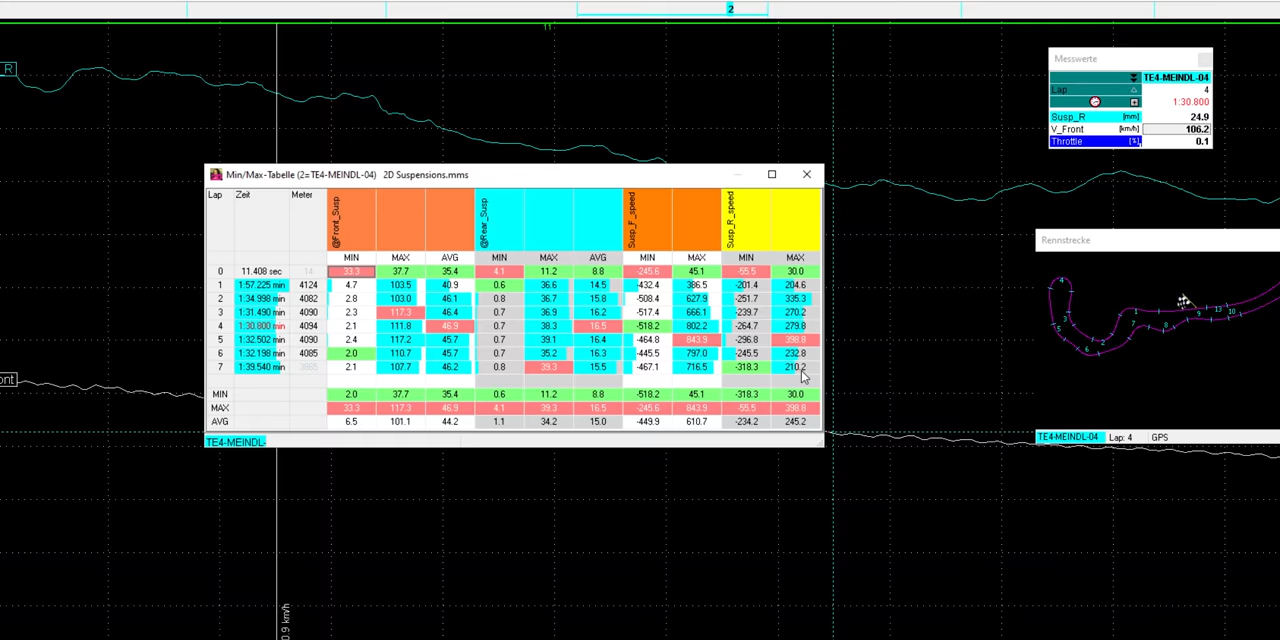 2
11
R
Messwerte
TE4-MEINDL-04
Lap 4
1:30.800
Susp_R [mm] 24.9
V_Front [km/h] 106.2
Throttle [%] 0.1
Min/Max-Tabelle (2=TE4-MEINDL-04) 2D Suspensions.mms
Lap Zeit Meter @Front_Susp @Rear_Susp Susp_F_speed Susp_R_speed
MIN MAX AVG MIN MAX AVG MIN MAX MIN MAX
0 11.408 sec 14 33.3 37.7 35.4 4.1 11.2 8.8 -245.6 45.1 -55.5 30.0
1 1:57.225 min 4124 4.7 103.5 40.9 0.6 36.6 14.5 -432.4 386.5 -201.4 204.6
2 1:34.998 min 4082 2.8 103.0 46.1 0.8 36.7 15.8 -508.4 627.9 -251.7 335.3
3 1:31.490 min 4090 2.3 117.3 46.4 0.7 36.9 16.2 -517.4 666.1 -239.7 270.2
4 1:30.800 min 4094 2.1 111.8 46.9 0.7 38.3 16.5 -518.2 802.2 -264.7 279.8
5 1:32.502 min 4090 2.4 117.2 45.7 0.7 39.1 16.4 -464.8 843.9 -296.8 398.8
6 1:32.198 min 4085 2.0 110.7 45.7 0.7 35.2 16.3 -445.5 797.0 -245.5 232.8
7 1:39.540 min 2.1 107.7 46.2 0.8 39.3 15.5 -467.1 716.5 -318.3 210.2
MIN 2.0 37.7 35.4 0.6 11.2 8.8 -518.2 45.1 -318.3 30.0
MAX 33.3 117.3 46.9 4.1 39.3 16.5 -245.6 843.9 -55.5 398.8
AVG 6.5 101.1 44.2 1.1 34.2 15.0 -449.9 610.7 -234.2 245.2
TE4-MEINDL-
Rennstrecke
4
5
3
6
2
1
7
8
9
13
10
TE4-MEINDL-04 Lap: 4 GPS
ont
0.9 km/h